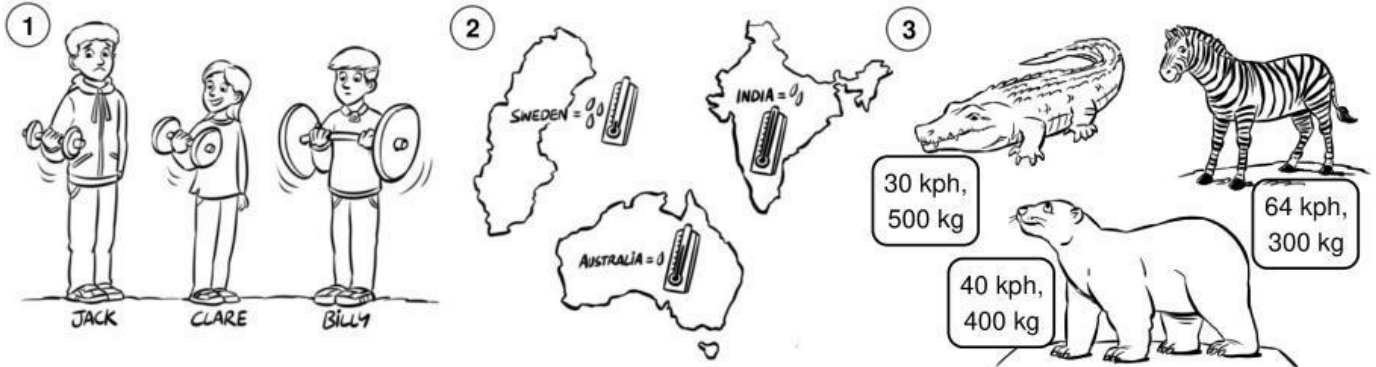 1
JACK
CLARE
BILLY
2
SWEDEN =
INDIA =
AUSTRALIA =
3
30 kph,
500 kg
64 kph,
300 kg
40 kph,
400 kg